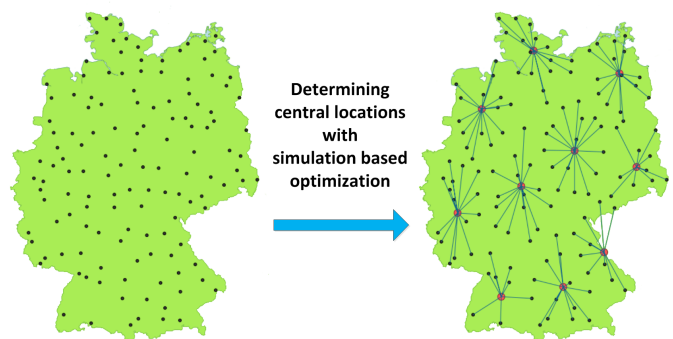 Determining
central locations
with
simulation based
optimization